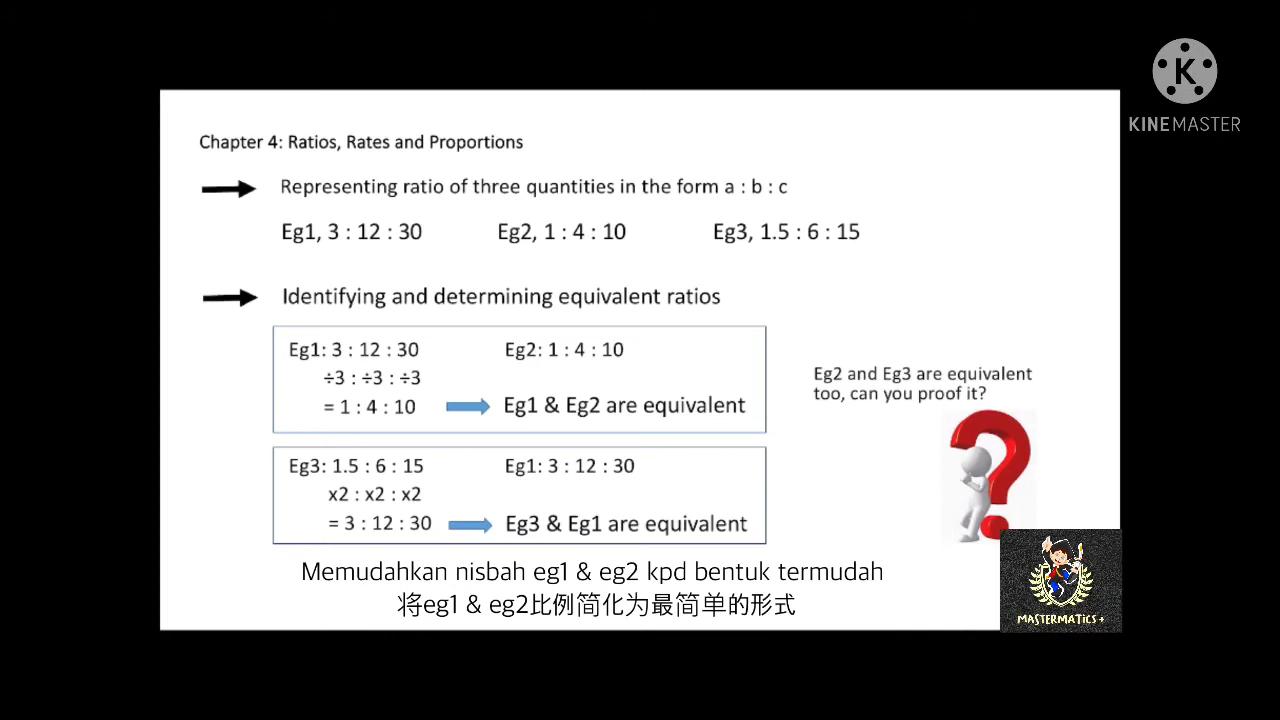 K
KINEMASTER
Chapter 4: Ratios, Rates and Proportions
Representing ratio of three quantities in the form a : b : c
Eg1, 3 : 12 : 30
Eg2, 1 : 4 : 10
Eg3, 1.5 : 6 : 15
Identifying and determining equivalent ratios
Eg1: 3 : 12 : 30
÷3 : ÷3 : ÷3
= 1 : 4 : 10
Eg2: 1 : 4 : 10
Eg1 & Eg2 are equivalent
Eg2 and Eg3 are equivalent
too, can you proof it?
Eg3: 1.5 : 6 : 15
x2 : x2 : x2
= 3 : 12 : 30
Eg1: 3 : 12 : 30
Eg3 & Eg1 are equivalent
Memudahkan nisbah eg1 & eg2 kpd bentuk termudah
将eg1 & eg2比例简化为最简单的形式
MASTERMATICS+